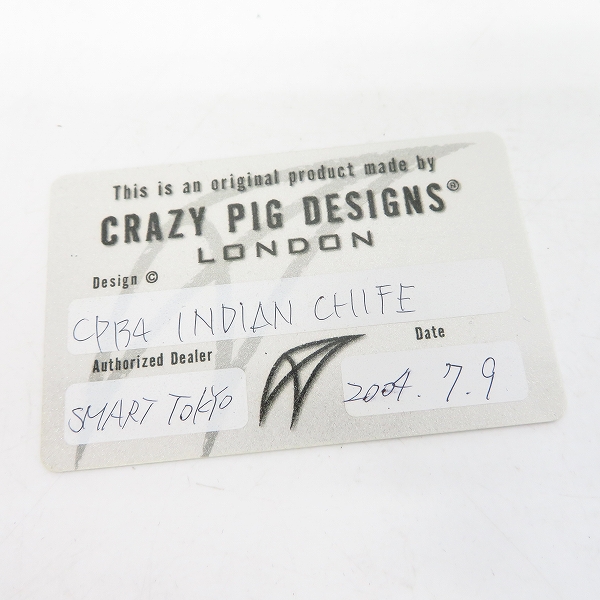 This is an original product made by
CRAZY PIG DESIGNS®
LONDON
Design ©
CPR4 INDIAN CHIFE
Authorized Dealer
Date
SMART TOKYO
2004. 7. 9